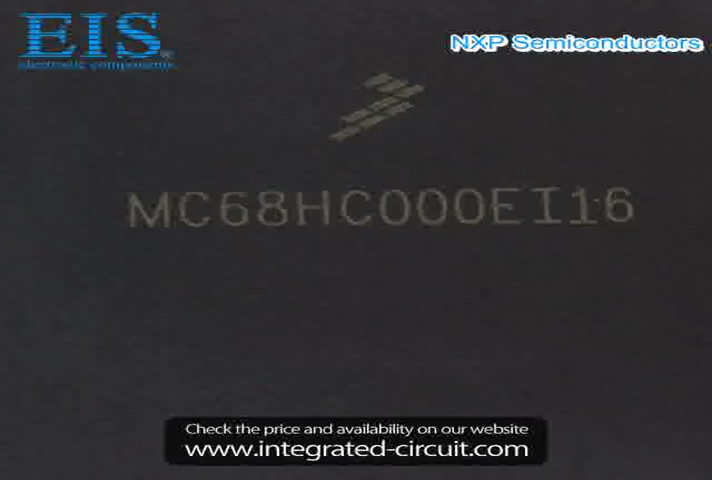 EIS®
electronic components
NXP Semiconductors
MC68HC000EI16
Check the price and availability on our website
www.integrated-circuit.com